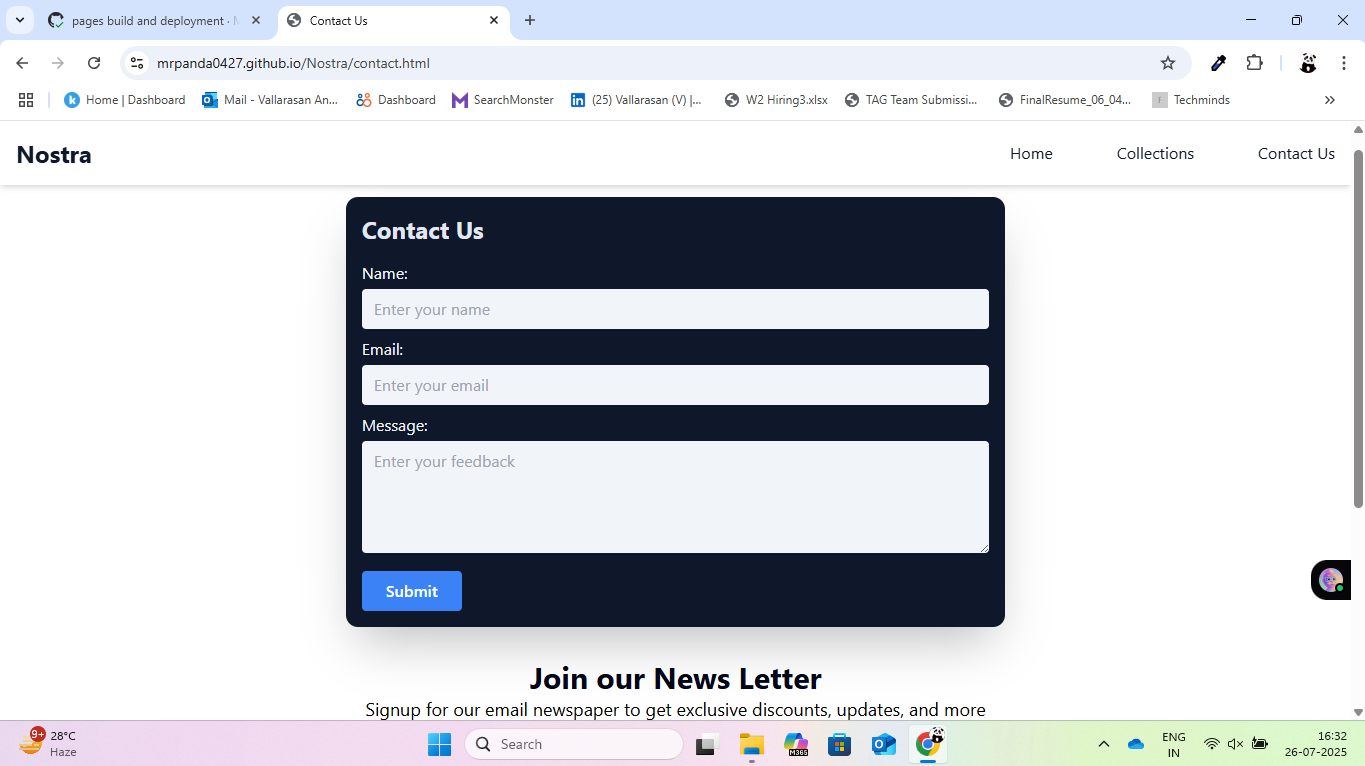 pages build and deployment ·
Contact Us
mrpanda0427.github.io/Nostra/contact.html
Home | Dashboard
Mail - Vallarasan An...
Dashboard
SearchMonster
(25) Vallarasan (V) |...
W2 Hiring3.xlsx
TAG Team Submissi...
FinalResume_06_04...
Techminds
Nostra
Home
Collections
Contact Us
Contact Us
Name:
Enter your name
Email:
Enter your email
Message:
Enter your feedback
Submit
Join our News Letter
Signup for our email newspaper to get exclusive discounts, updates, and more
9+
28°C
Haze
Search
M365
ENG
IN
16:32
26-07-2025